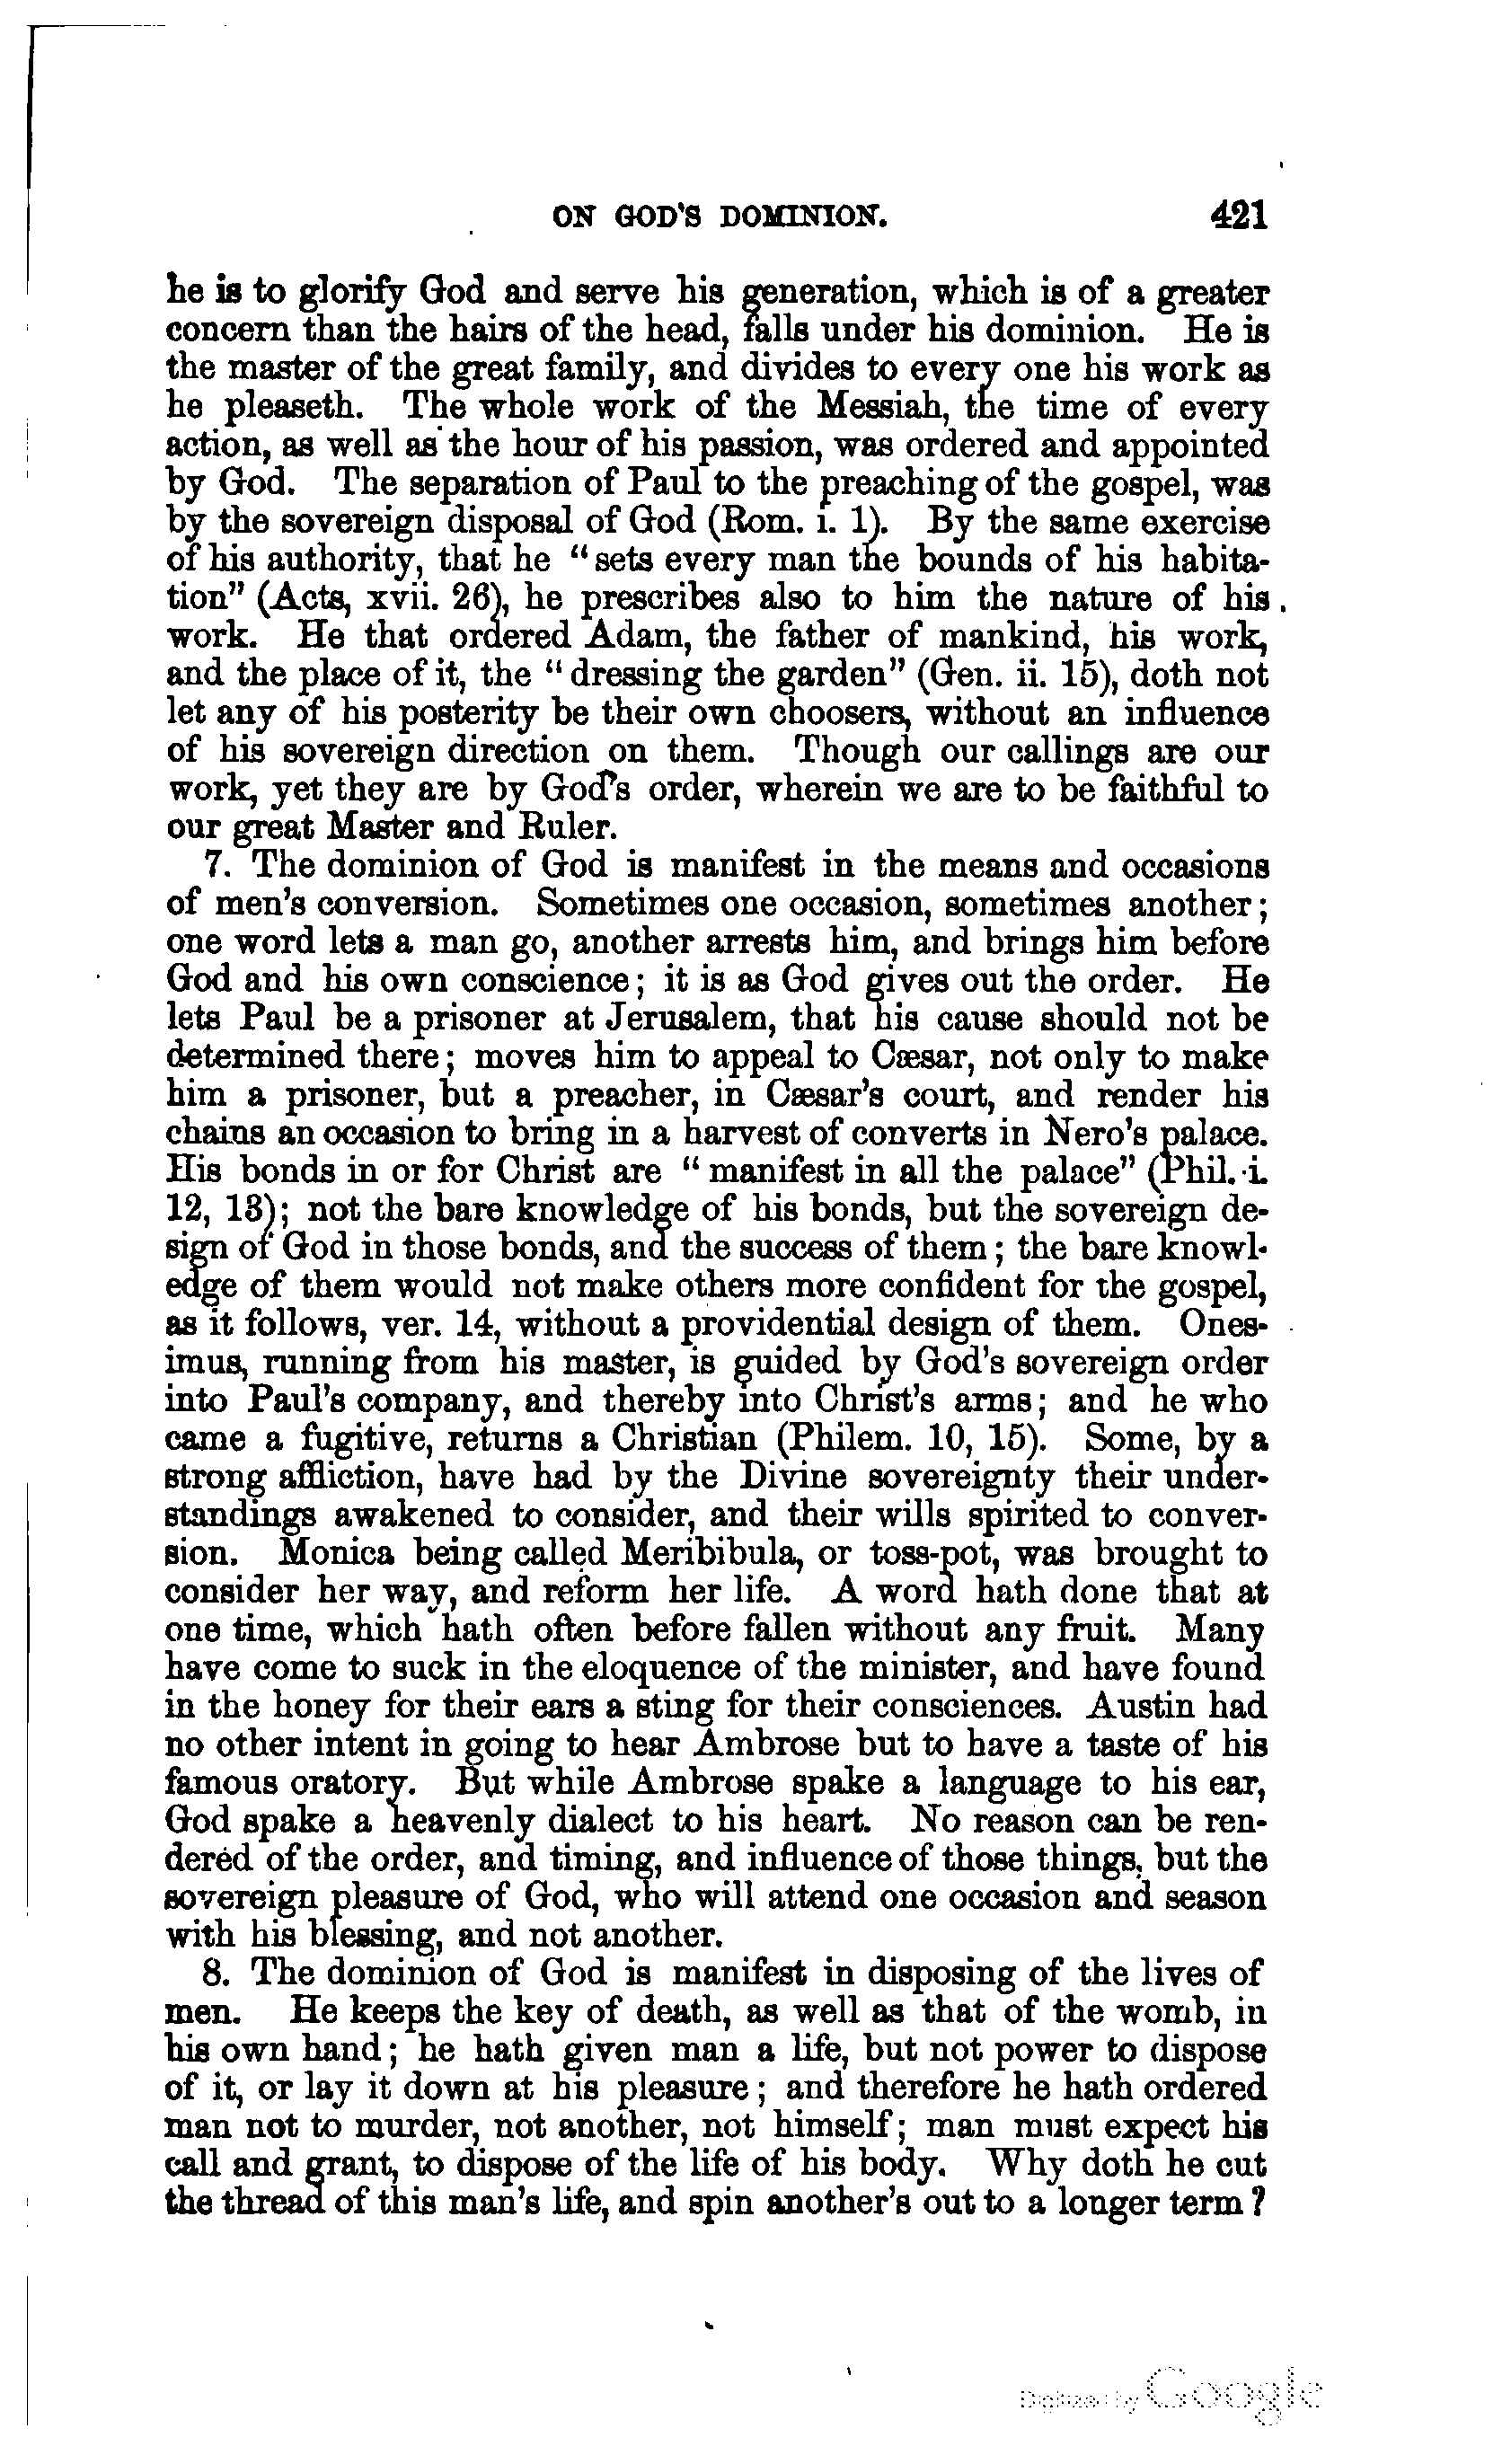 ON GOD'S DOMINION. 421
he is to glorify God and serve his generation, which is of a greater
concern than the hairs of the head, falls under his dominion. He is
the master of the great family, and divides to every one his work as
he pleaseth. The whole work of the Messiah, the time of every
action, as well as the hour of his passion, was ordered and appointed
by God. The separation of Paul to the preaching of the gospel, was
by the sovereign disposal of God (Rom. i. 1). By the same exercise
of his authority, that he “sets every man the bounds of his habita-
tion” (Acts, xvii. 26), he prescribes also to him the nature of his
work. He that ordered Adam, the father of mankind, his work,
and the place of it, the “dressing the garden” (Gen. ii. 15), doth not
let any of his posterity be their own choosers, without an influence
of his sovereign direction on them. Though our callings are our
work, yet they are by God's order, wherein we are to be faithful to
our great Master and Ruler.
7. The dominion of God is manifest in the means and occasions
of men's conversion. Sometimes one occasion, sometimes another;
one word lets a man go, another arrests him, and brings him before
God and his own conscience; it is as God gives out the order. He
lets Paul be a prisoner at Jerusalem, that his cause should not be
determined there; moves him to appeal to Cæsar, not only to make
him a prisoner, but a preacher, in Cæsar's court, and render his
chains an occasion to bring in a harvest of converts in Nero's palace.
His bonds in or for Christ are “manifest in all the palace” (Phil. i.
12, 13); not the bare knowledge of his bonds, but the sovereign de-
sign of God in those bonds, and the success of them; the bare knowl-
edge of them would not make others more confident for the gospel,
as it follows, ver. 14, without a providential design of them. Ones-
imus, running from his master, is guided by God's sovereign order
into Paul's company, and thereby into Christ's arms; and he who
came a fugitive, returns a Christian (Philem. 10, 15). Some, by a
strong affliction, have had by the Divine sovereignty their under-
standings awakened to consider, and their wills spirited to conver-
sion. Monica being called Meribibula, or toss-pot, was brought to
consider her way, and reform her life. A word hath done that at
one time, which hath often before fallen without any fruit. Many
have come to suck in the eloquence of the minister, and have found
in the honey for their ears a sting for their consciences. Austin had
no other intent in going to hear Ambrose but to have a taste of his
famous oratory. But while Ambrose spake a language to his ear,
God spake a heavenly dialect to his heart. No reason can be ren-
dered of the order, and timing, and influence of those things, but the
sovereign pleasure of God, who will attend one occasion and season
with his blessing, and not another.
8. The dominion of God is manifest in disposing of the lives of
men. He keeps the key of death, as well as that of the womb, in
his own hand; he hath given man a life, but not power to dispose
of it, or lay it down at his pleasure; and therefore he hath ordered
man not to murder, not another, not himself; man must expect his
call and grant, to dispose of the life of his body. Why doth he cut
the thread of this man's life, and spin another's out to a longer term?
Digitized by Google